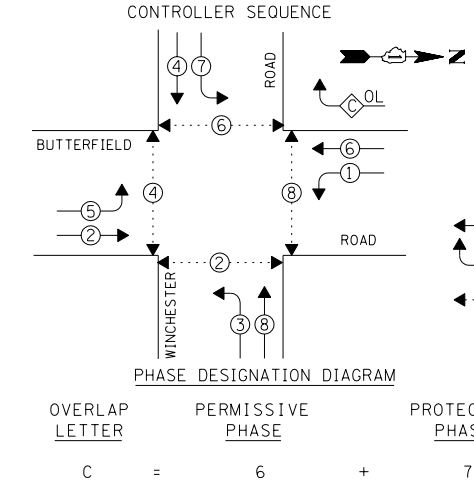 CONTROLLER SEQUENCE
4 7
ROAD
N
C OL
6
BUTTERFIELD
6
1
4
8
5
2
ROAD
2
WINCHESTER
3 8
PHASE DESIGNATION DIAGRAM
OVERLAP PERMISSIVE PROTEC
LETTER PHASE PHAS
C = 6 + 7